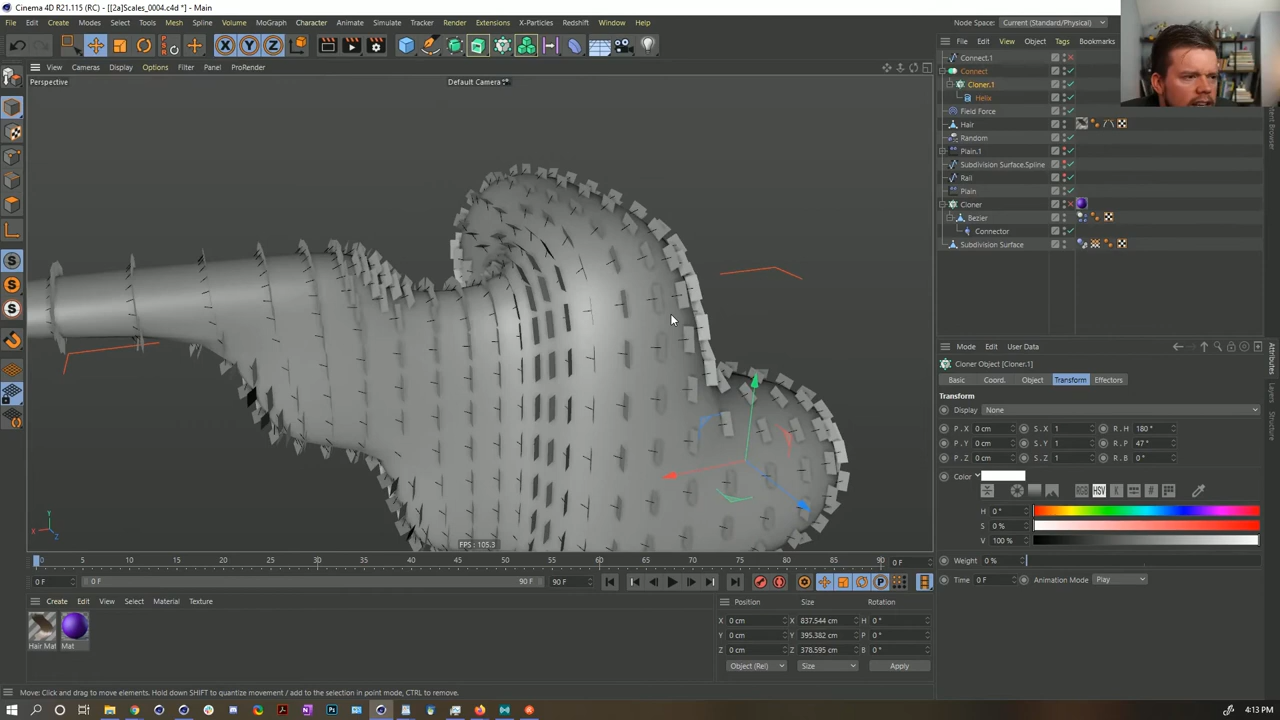 Cinema 4D R21.115 (RC) - [[2a]Scales_0004.c4d *] - Main
File Edit Create Modes Select Tools Mesh Spline Volume MoGraph Character Animate Simulate Tracker Render Extensions X-Particles Redshift Window Help
Node Space: Current (Standard/Physical)
File Edit View Object Tags Bookmarks
View Cameras Display Options Filter Panel ProRender
Perspective
Default Camera
Connect.1
Connect
Cloner.1
Helix
Field Force
Hair
Random
Plain.1
Subdivision Surface.Spline
Rail
Plain
Cloner
Bezier
Connector
Subdivision Surface
Mode Edit User Data
Cloner Object [Cloner.1]
Basic Coord. Object Transform Effectors
Transform
Display None
P.X 0 cm S.X 1 R.H 180 °
P.Y 0 cm S.Y 1 R.P 47 °
P.Z 0 cm S.Z 1 R.B 0 °
Color
RGB HSV K
H 0 °
S 0 %
V 100 %
Weight 0 %
Time 0 F Animation Mode Play
Attributes
Layers
Structure
Y
X
Z
FPS : 105.3
0 5 10 15 20 25 30 35 40 45 50 55 60 65 70 75 80 85 90 0 F
0 F 0 F 90 F 90 F
Create Edit View Select Material Texture
Hair Mat Mat
Position Size Rotation
X 0 cm X 837.544 cm H 0 °
Y 0 cm Y 395.382 cm P 0 °
Z 0 cm Z 378.595 cm B 0 °
Object (Rel) Size Apply
Move: Click and drag to move elements. Hold down SHIFT to quantize movement / add to the selection in point mode, CTRL to remove.
4:13 PM